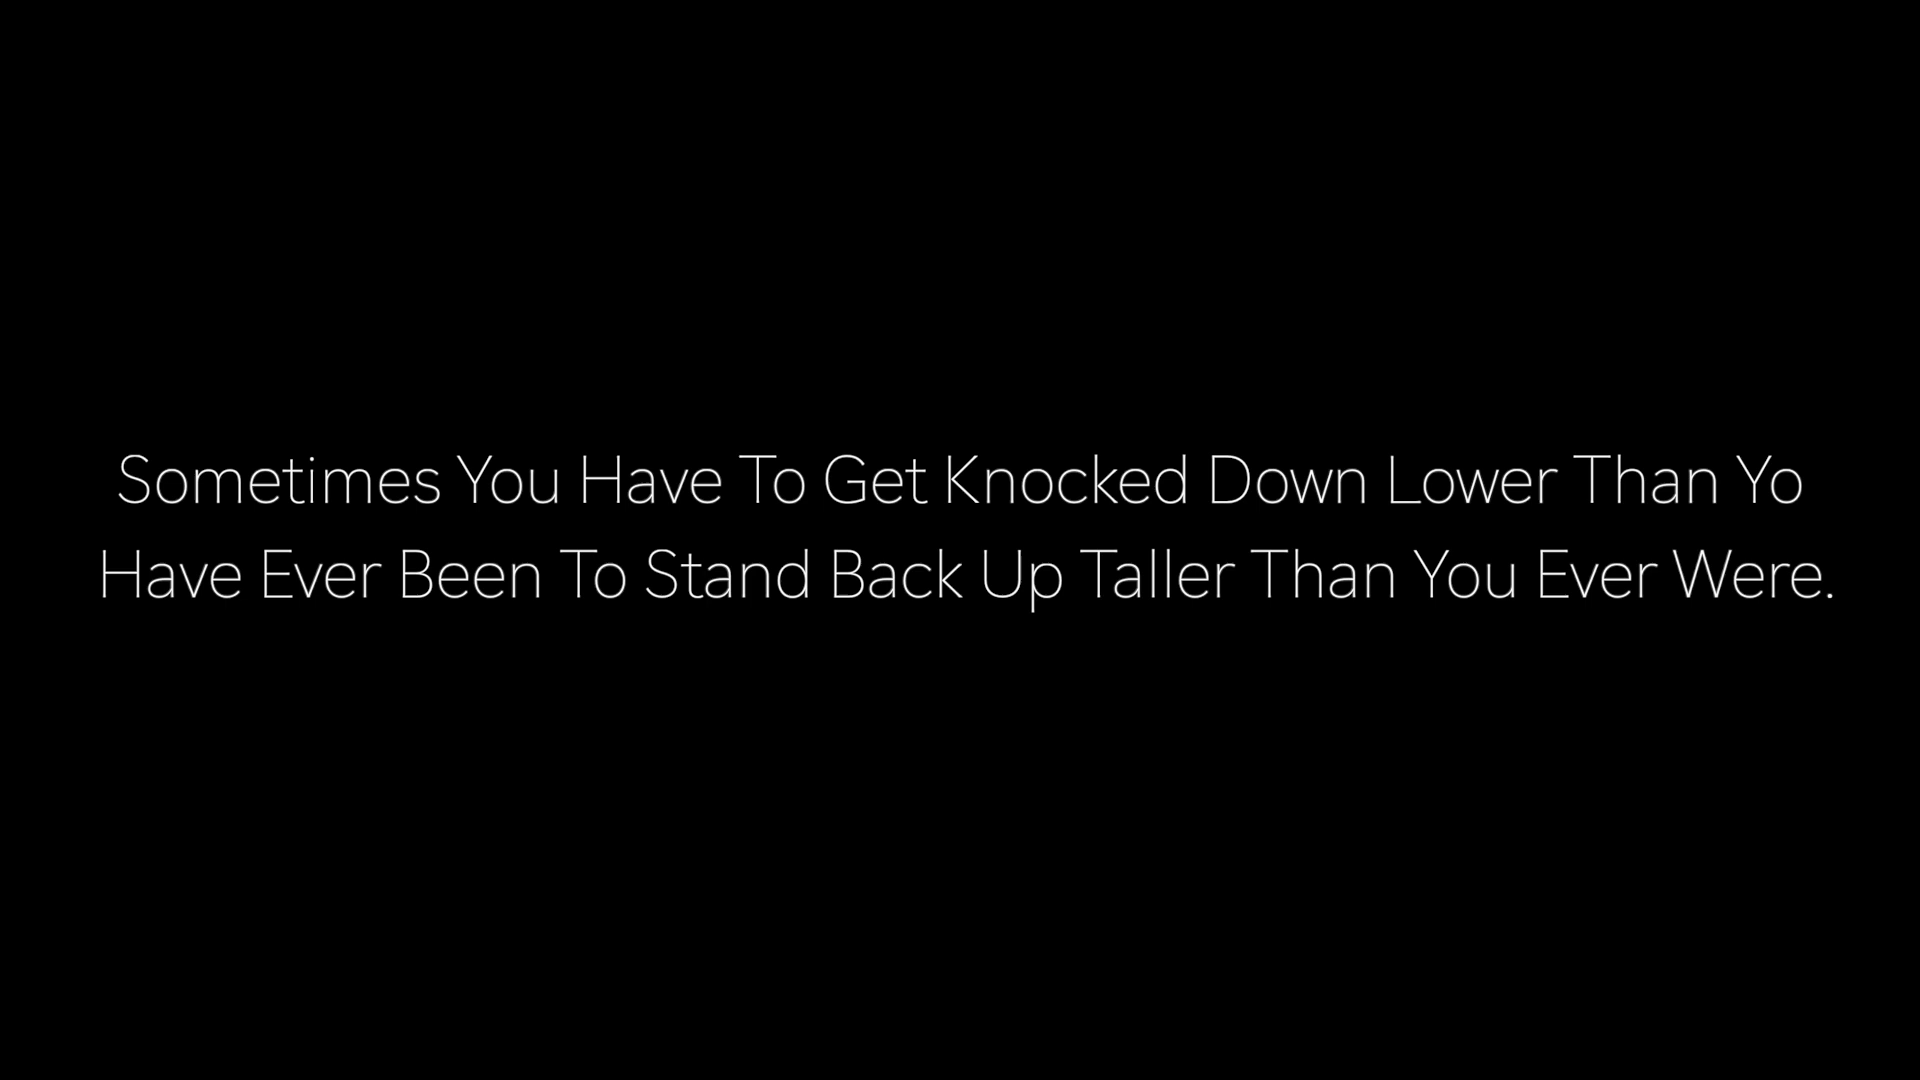 Sometimes You Have To Get Knocked Down Lower Than Yo
Have Ever Been To Stand Back Up Taller Than You Ever Were.